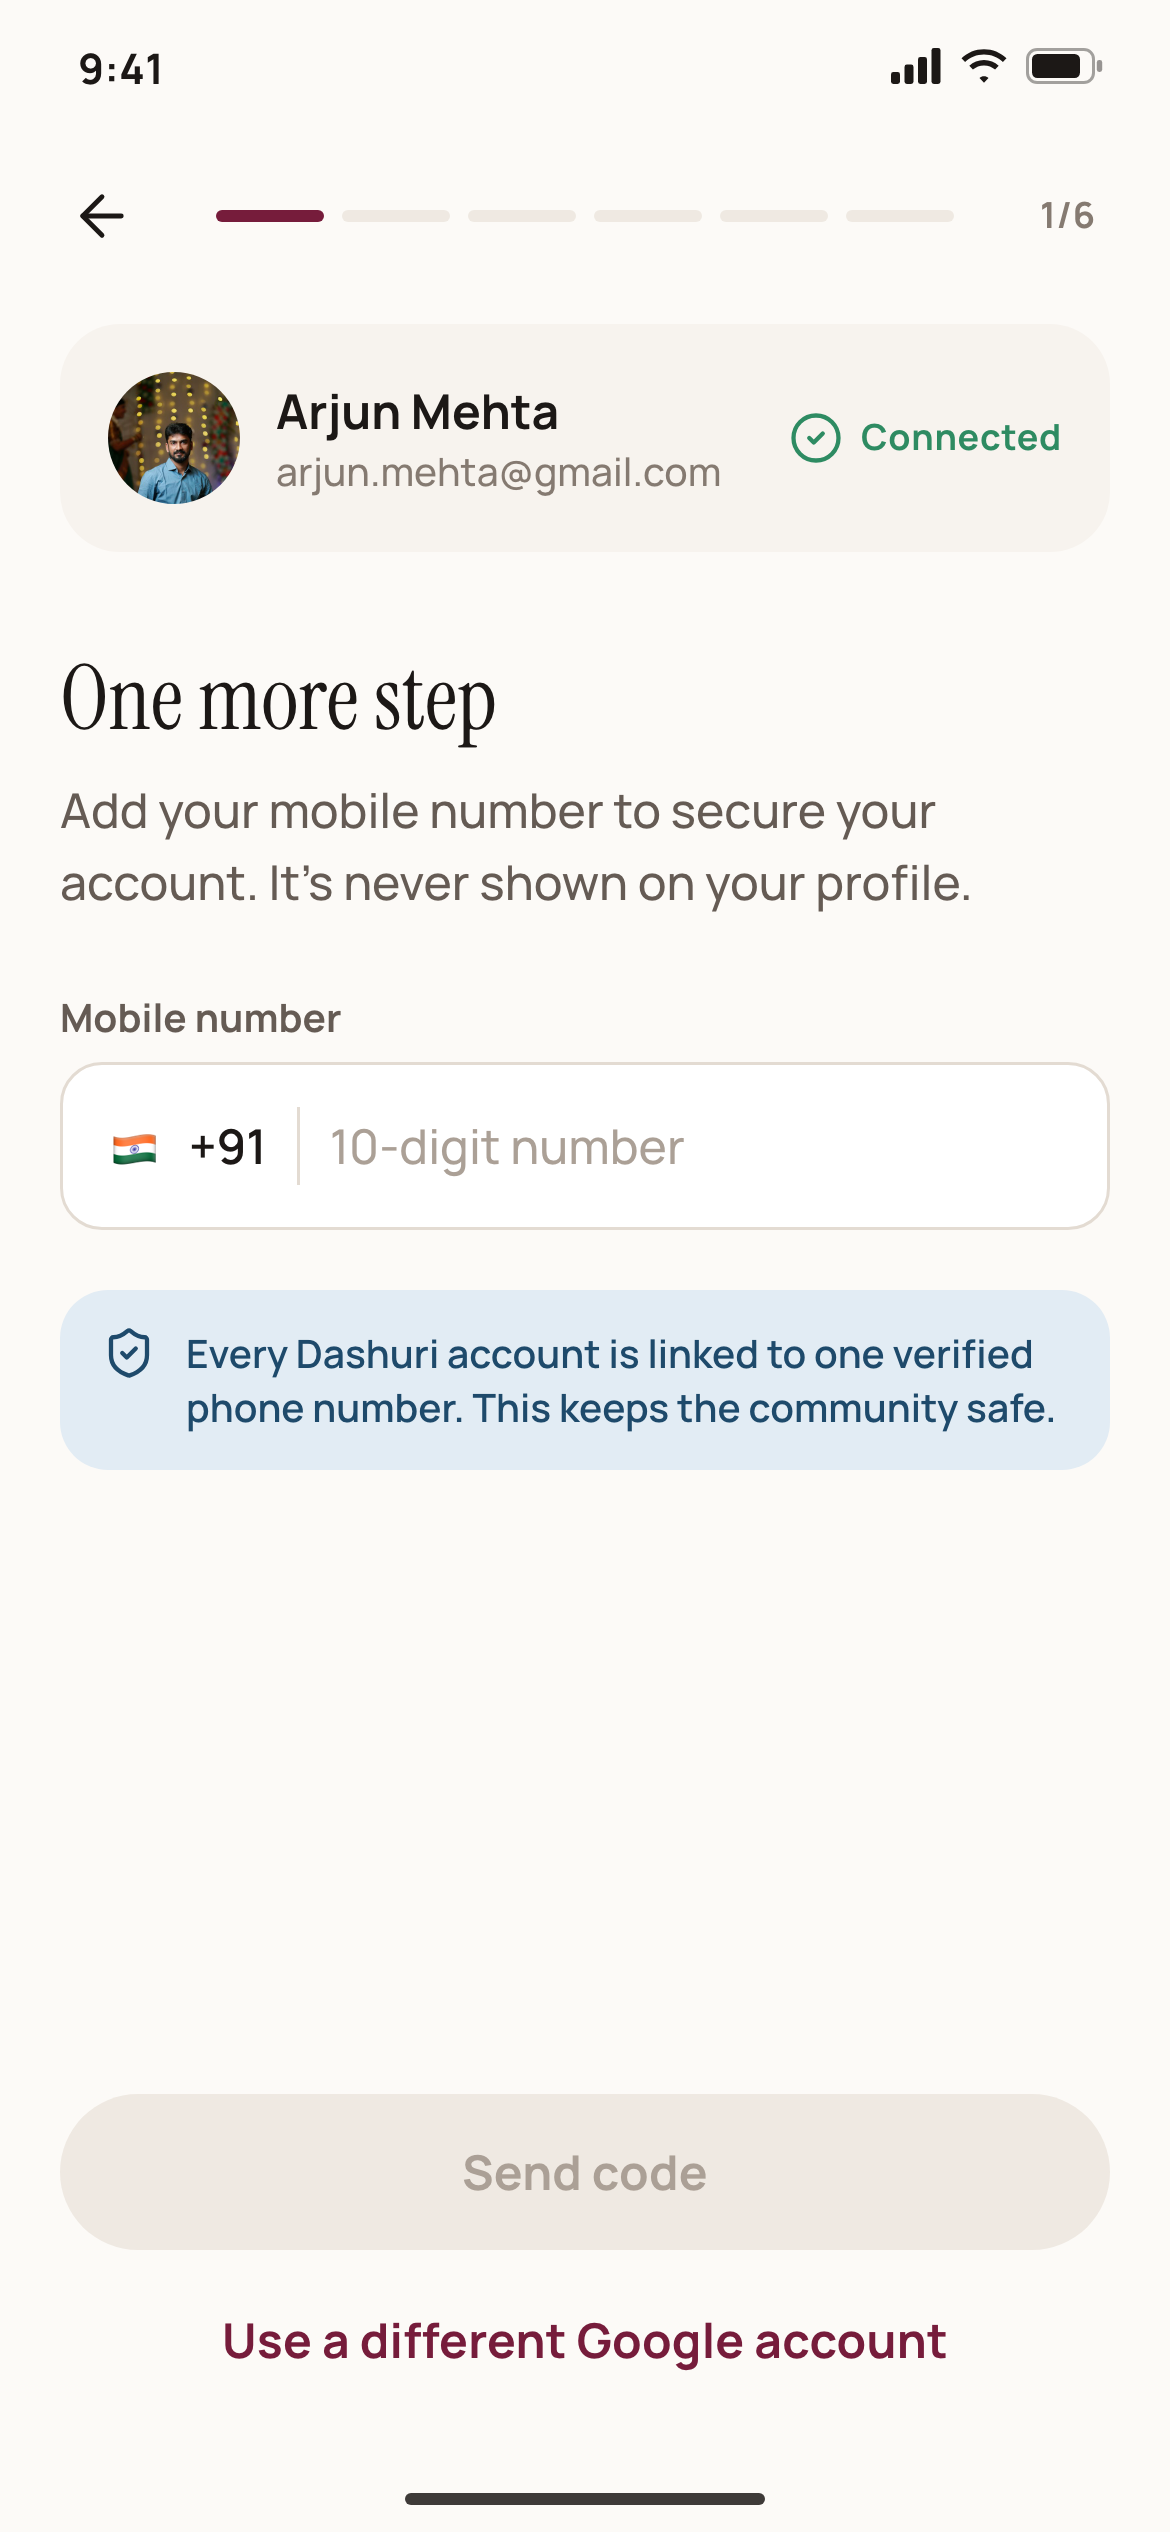 9:41
1/6
Arjun Mehta
arjun.mehta@gmail.com
Connected
One more step
Add your mobile number to secure your
account. It’s never shown on your profile.
Mobile number
+91
10-digit number
Every Dashuri account is linked to one verified
phone number. This keeps the community safe.
Send code
Use a different Google account